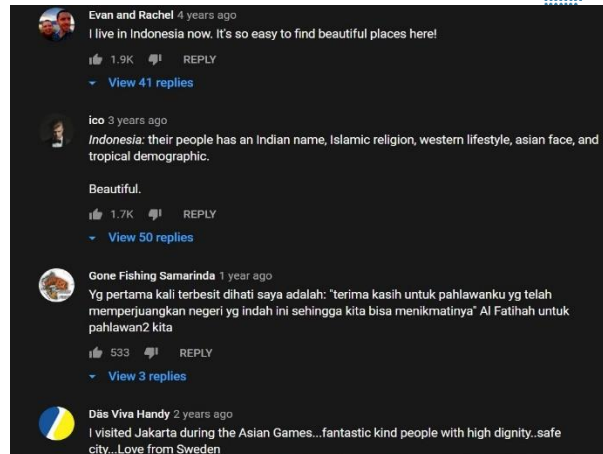 Evan and Rachel 4 years ago
I live in Indonesia now. It's so easy to find beautiful places here!
1.9K REPLY
View 41 replies
ico 3 years ago
Indonesia: their people has an Indian name, Islamic religion, western lifestyle, asian face, and
tropical demographic.
Beautiful.
1.7K REPLY
View 50 replies
Gone Fishing Samarinda 1 year ago
Yg pertama kali terbesit dihati saya adalah: "terima kasih untuk pahlawanku yg telah
memperjuangkan negeri yg indah ini sehingga kita bisa menikmatinya" Al Fatihah untuk
pahlawan2 kita
533 REPLY
View 3 replies
Däs Viva Handy 2 years ago
I visited Jakarta during the Asian Games...fantastic kind people with high dignity..safe
city...Love from Sweden